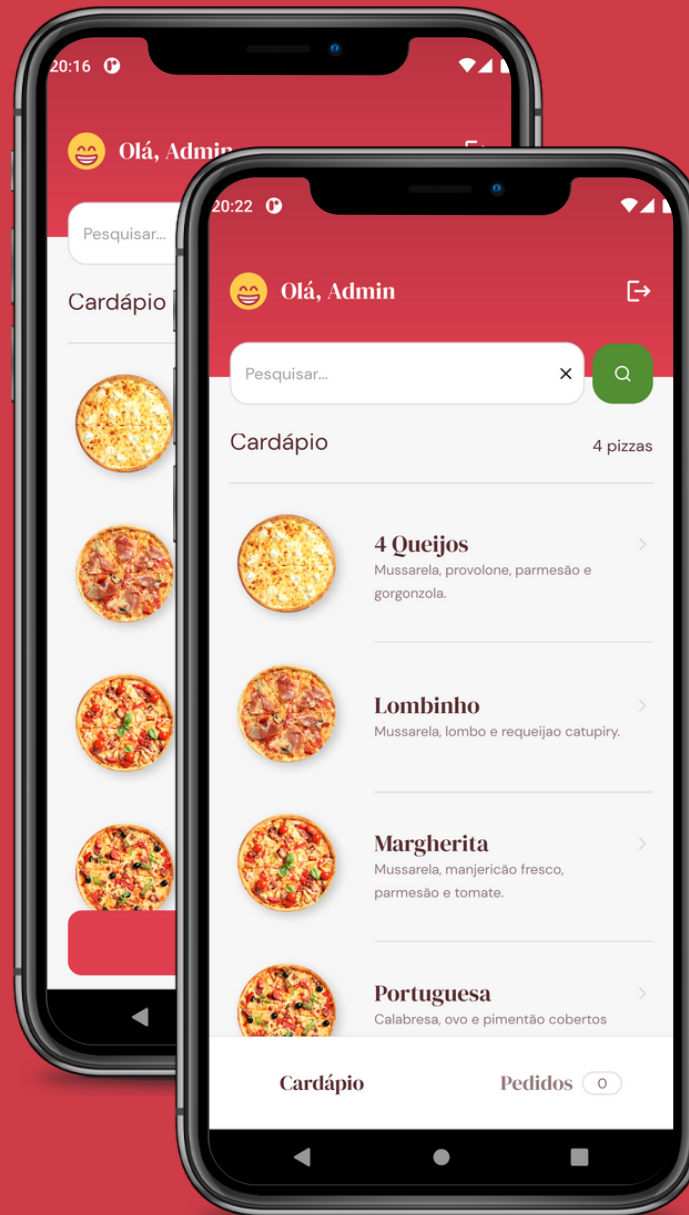 20:16
Olá, Admin
Pesquisar...
Cardápio
20:22
Olá, Admin
Pesquisar...
Cardápio
4 pizzas
4 Queijos
Mussarela, provolone, parmesão e
gorgonzola.
Lombinho
Mussarela, lombo e requeijao catupiry.
Margherita
Mussarela, manjericão fresco,
parmesão e tomate.
Portuguesa
Calabresa, ovo e pimentão cobertos
Cardápio
Pedidos 0